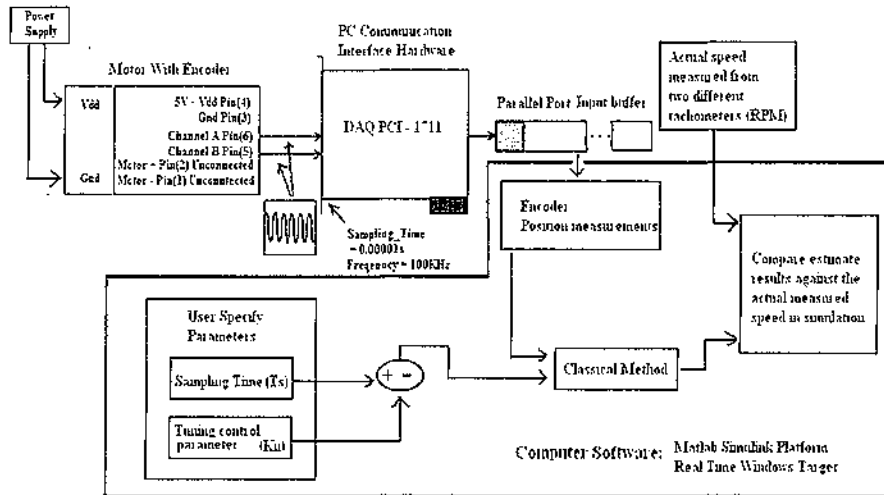 Power
Supply
Motor With Encoder
Vdd
5V - Vdd Pin(4)
Gnd Pin(3)
Channel A Pin(6)
Channel B Pin(5)
Motor + Pin(2) Unconnected
Motor - Pin(1) Unconnected
Gnd
PC Communication
Interface Hardware
DAQ PCI - 1711
Sampling_Time
= 0.00001s
Frequency = 100KHz
Parallel Port Input buffer
Actual speed
measured from
two different
tachometers (RPM)
Encoder
Position measurements
Compare estimate
results against the
actual measured
speed in simulation
User Specify
Parameters
Sampling Time (Ts)
Tuning control
parameter (Kn)
+ -
Classical Method
Computer Software: Matlab Simulink Platform
Real Time Windows Target